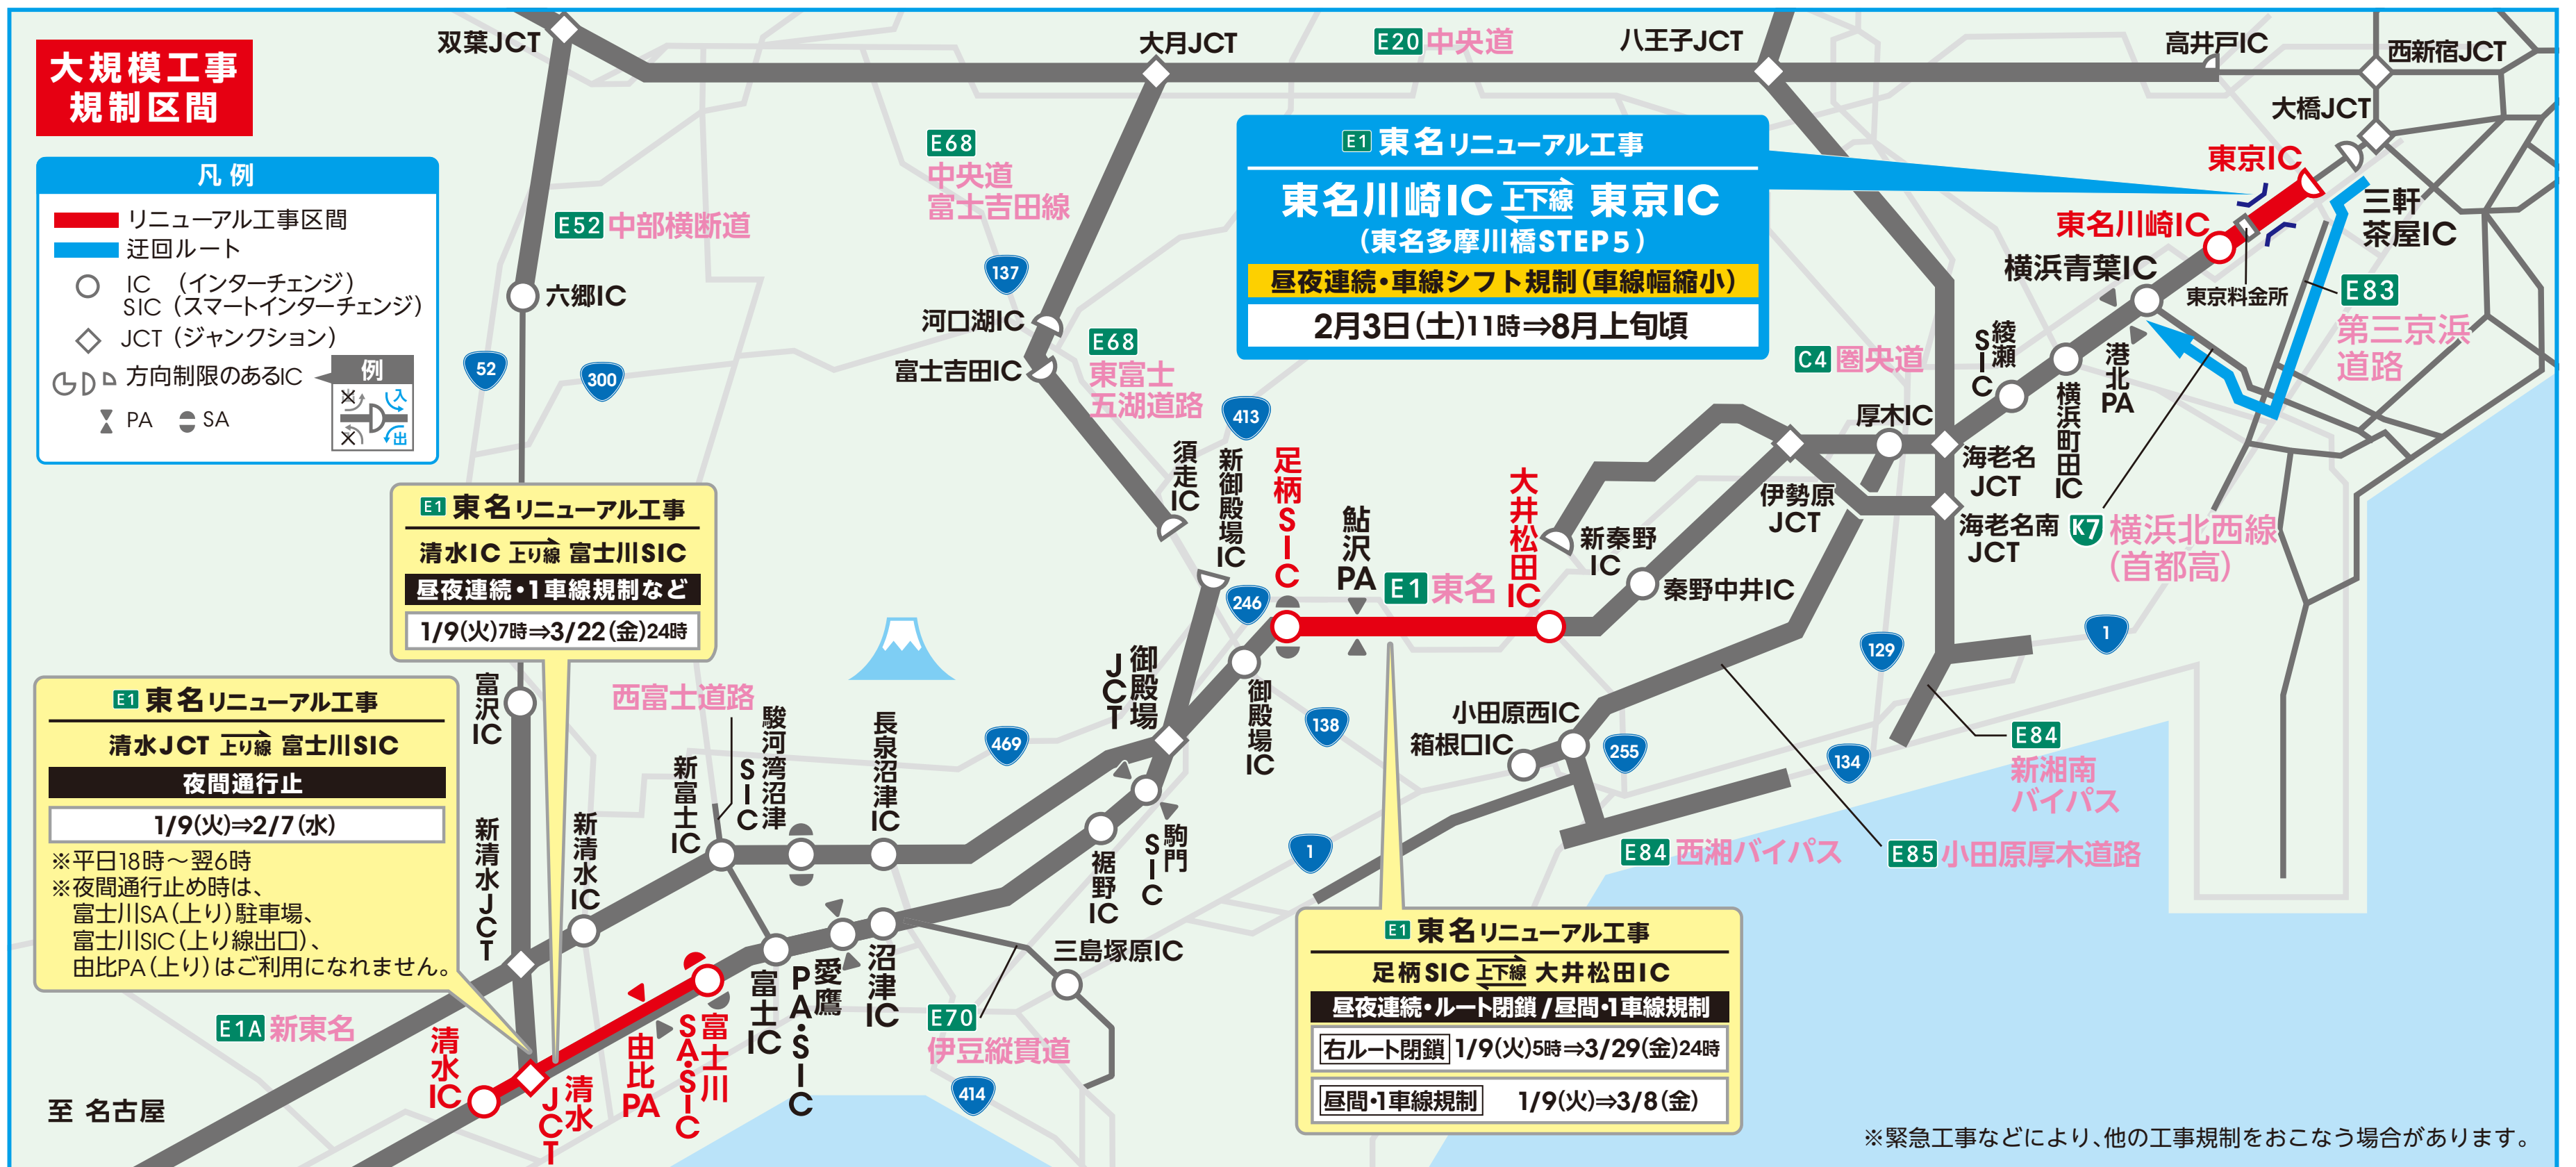 大規模工事
規制区間
凡例
リニューアル工事区間
迂回ルート
IC （インターチェンジ）
SIC（スマートインターチェンジ）
JCT（ジャンクション）
方向制限のあるIC
例
入
出
PA
SA
双葉JCT
大月JCT
E20 中央道
八王子JCT
高井戸IC
西新宿JCT
大橋JCT
東京IC
三軒
茶屋IC
東名川崎IC
東京料金所
横浜青葉IC
E83
第三京浜
道路
港北PA
綾瀬
SIC
横浜町田IC
K7 横浜北西線
（首都高）
C4 圏央道
厚木IC
海老名
JCT
海老名南
JCT
伊勢原
JCT
新秦野
IC
秦野中井IC
E1 東名リニューアル工事
東名川崎IC 上下線 東京IC
（東名多摩川橋STEP5）
昼夜連続・車線シフト規制（車線幅縮小）
2月3日（土）11時⇒8月上旬頃
E68
中央道
富士吉田線
137
河口湖IC
富士吉田IC
E68
東富士
五湖道路
413
須走IC
新御殿場IC
246
足柄SIC
鮎沢
PA
E1 東名
大井松田IC
E52 中部横断道
六郷IC
52
300
富沢IC
新清水JCT
新清水IC
E1 東名リニューアル工事
清水IC 上り線 富士川SIC
昼夜連続・1車線規制など
1/9（火）7時⇒3/22（金）24時
E1 東名リニューアル工事
清水JCT 上り線 富士川SIC
夜間通行止
1/9（火）⇒2/7（水）
※平日18時～翌6時
※夜間通行止め時は、
富士川SA（上り）駐車場、
富士川SIC（上り線出口）、
由比PA（上り）はご利用になれません。
西富士道路
新富士IC
駿河湾沼津
SIC
長泉沼津IC
469
御殿場
JCT
御殿場IC
138
駒門
SIC
裾野IC
三島塚原IC
沼津IC
愛鷹
PA・SIC
富士IC
富士川
SA・SIC
由比
PA
清水
JCT
清水IC
E1A 新東名
至 名古屋
E70
伊豆縦貫道
414
小田原西IC
箱根口IC
255
1
E84 西湘バイパス
E85 小田原厚木道路
134
129
1
E84
新湘南
バイパス
E1 東名リニューアル工事
足柄SIC 上下線 大井松田IC
昼夜連続・ルート閉鎖/昼間・1車線規制
右ルート閉鎖 1/9（火）5時⇒3/29（金）24時
昼間・1車線規制 1/9（火）⇒3/8（金）
※緊急工事などにより、他の工事規制をおこなう場合があります。